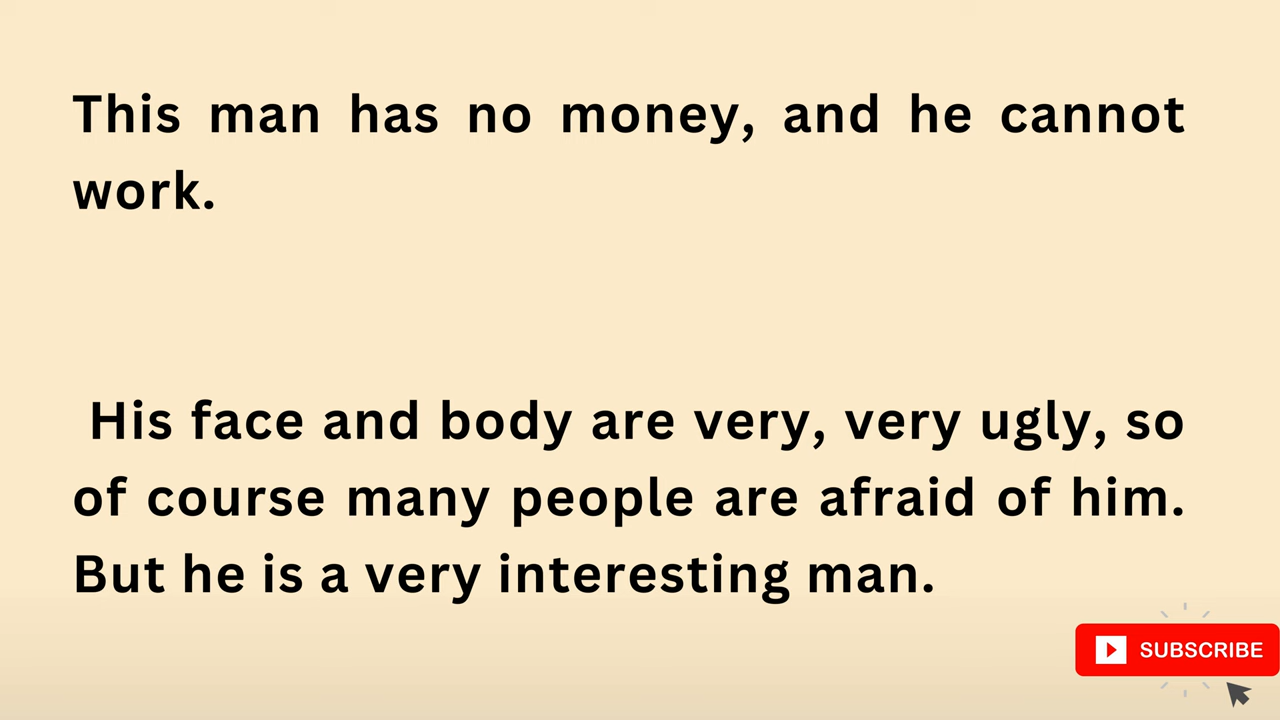 This man has no money, and he cannot
work.
His face and body are very, very ugly, so
of course many people are afraid of him.
But he is a very interesting man.
SUBSCRIBE